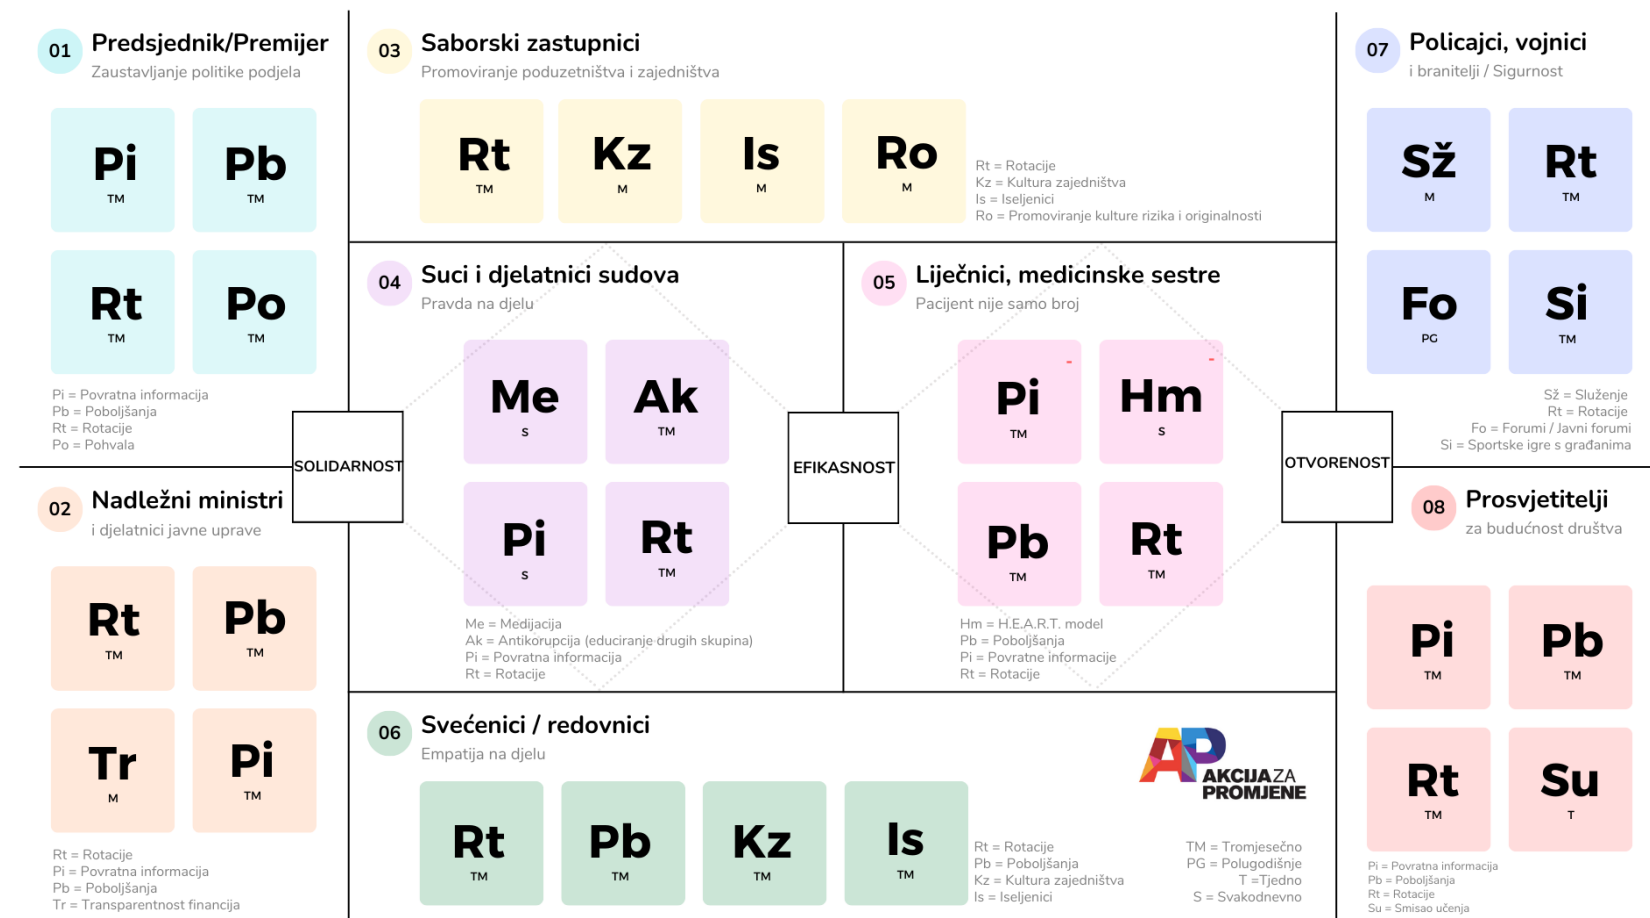 01
Predsjednik/Premijer
Zaustavljanje politike podjela
Pi
TM
Pb
TM
Rt
TM
Po
TM
Pi = Povratna informacija
Pb = Poboljšanja
Rt = Rotacije
Po = Pohvala
02
Nadležni ministri
i djelatnici javne uprave
Rt
TM
Pb
TM
Tr
M
Pi
TM
Rt = Rotacije
Pi = Povratna informacija
Pb = Poboljšanja
Tr = Transparentnost financija
03
Saborski zastupnici
Promoviranje poduzetništva i zajedništva
Rt
TM
Kz
M
Is
M
Ro
M
Rt = Rotacije
Kz = Kultura zajedništva
Is = Iseljenici
Ro = Promoviranje kulture rizika i originalnosti
SOLIDARNOST
04
Suci i djelatnici sudova
Pravda na djelu
Me
S
Ak
TM
Pi
S
Rt
TM
Me = Medijacija
Ak = Antikorupcija (educiranje drugih skupina)
Pi = Povratna informacija
Rt = Rotacije
EFIKASNOST
05
Liječnici, medicinske sestre
Pacijent nije samo broj
Pi
TM
-
Hm
S
-
Pb
TM
Rt
TM
Hm = H.E.A.R.T. model
Pb = Poboljšanja
Pi = Povratne informacije
Rt = Rotacije
OTVORENOST
06
Svećenici / redovnici
Empatija na djelu
Rt
TM
Pb
TM
Kz
TM
Is
TM
Rt = Rotacije
Pb = Poboljšanja
Kz = Kultura zajedništva
Is = Iseljenici
AP
AKCIJAZA
PROMJENE
TM = Tromjesečno
PG = Polugodišnje
T =Tjedno
S = Svakodnevno
07
Policajci, vojnici
i branitelji / Sigurnost
Sž
M
Rt
TM
Fo
PG
Si
TM
Sž = Služenje
Rt = Rotacije
Fo = Forumi / Javni forumi
Si = Sportske igre s građanima
08
Prosvjetitelji
za budućnost društva
Pi
TM
Pb
TM
Rt
TM
Su
T
Pi = Povratna informacija
Pb = Poboljšanja
Rt = Rotacije
Su = Smisao učenja